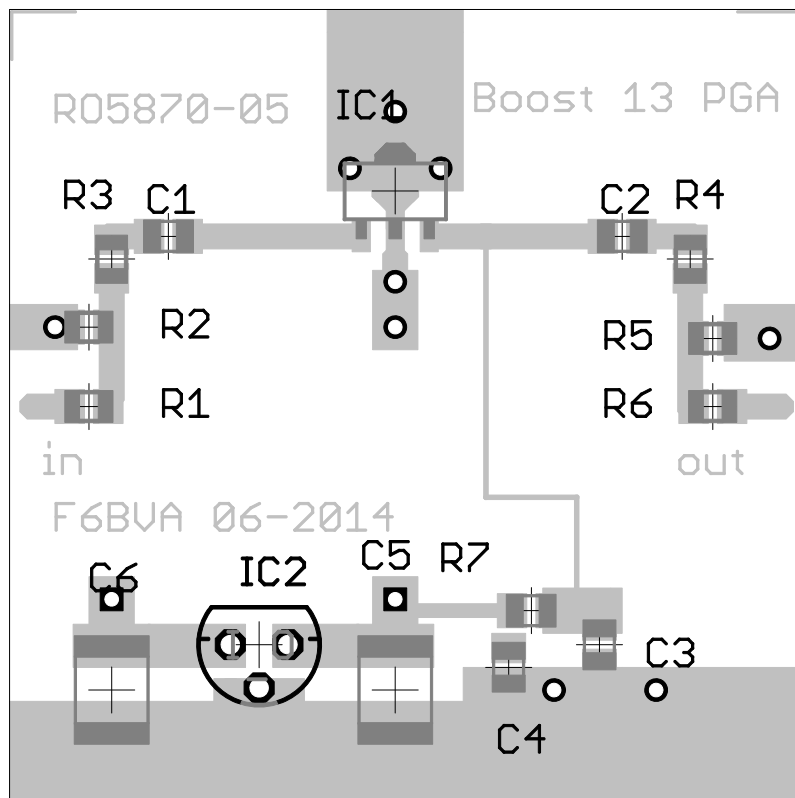 IC1
RO5870-05
Boost 13 PGA
R3
C1
C2
R4
R2
R5
R1
R6
in
out
F6BVA 06-2014
C6
IC2
C5
R7
C3
C4